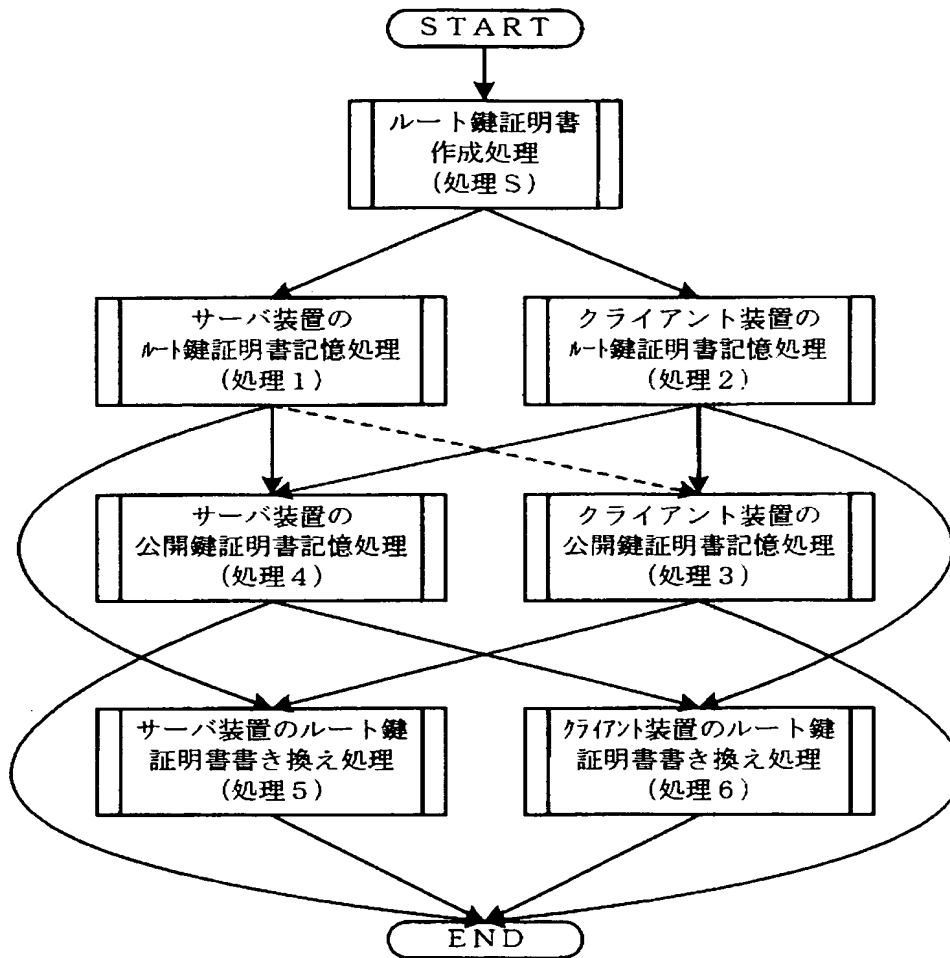 START
ルート鍵証明書
作成処理
(処理S)
サーバ装置の
ルート鍵証明書記憶処理
(処理1)
クライアント装置の
ルート鍵証明書記憶処理
(処理2)
サーバ装置の
公開鍵証明書記憶処理
(処理4)
クライアント装置の
公開鍵証明書記憶処理
(処理3)
サーバ装置のルート鍵
証明書書き換え処理
(処理5)
クライアント装置のルート鍵
証明書書き換え処理
(処理6)
END